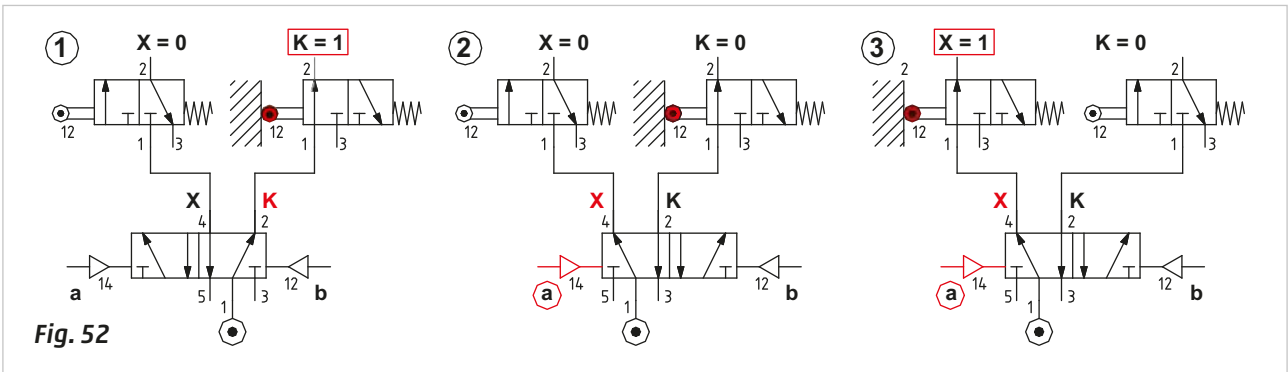 1 X = 0 K = 1 2 X = 0 K = 0 3 X = 1 K = 0
2 2 2 2 2 2 2
12 12 12 12 12 12
1 3 1 3 1 3 1 3 1 3 1 3
X K X K X K
4 2 4 2 4 2
14 12 14 12 14 12
a 5 3 b a 5 3 b a 5 3 b
1 1 1
Fig. 52